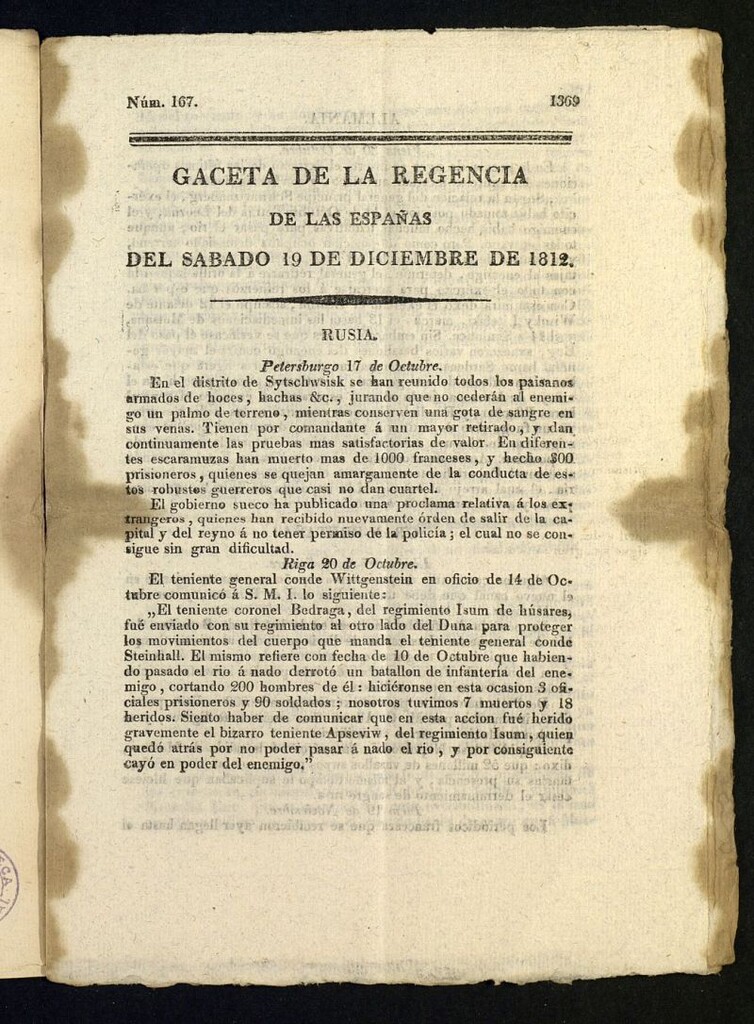 Núm. 167. 1369
GACETA DE LA REGENCIA
DE LAS ESPAÑAS
DEL SABADO 19 DE DICIEMBRE DE 1812.
RUSIA.
Petersburgo 17 de Octubre.
En el distrito de Sytschwsisk se han reunido todos los paisanos
armados de hoces, hachas &c., jurando que no cederán al enemi-
go un palmo de terreno, mientras conserven una gota de sangre en
sus venas. Tienen por comandante á un mayor retirado, y dan
continuamente las pruebas mas satisfactorias de valor. En diferen-
tes escaramuzas han muerto mas de 1000 franceses, y hecho 300
prisioneros, quienes se quejan amargamente de la conducta de es-
tos robustos guerreros que casi no dan cuartel.
El gobierno sueco ha publicado una proclama relativa á los ex-
trangeros, quienes han recibido nuevamente órden de salir de la ca-
pital y del reyno á no tener permiso de la policía; el cual no se con-
sigue sin gran dificultad.
Riga 20 de Octubre.
El teniente general conde Wittgenstein en oficio de 14 de Oc-
tubre comunicó á S. M. I. lo siguiente:
„El teniente coronel Bedraga, del regimiento Isum de húsares,
fué enviado con su regimiento al otro lado del Duna para proteger
los movimientos del cuerpo que manda el teniente general conde
Steinhall. El mismo refiere con fecha de 10 de Octubre que habien-
do pasado el rio á nado derrotó un batallon de infantería del ene-
migo, cortando 200 hombres de él: hiciéronse en esta ocasion 3 ofi-
ciales prisioneros y 90 soldados; nosotros tuvimos 7 muertos y 18
heridos. Siento haber de comunicar que en esta accion fué herido
gravemente el bizarro teniente Apseviw, del regimiento Isum, quien
quedó atrás por no poder pasar á nado el rio, y por consiguiente
cayó en poder del enemigo."